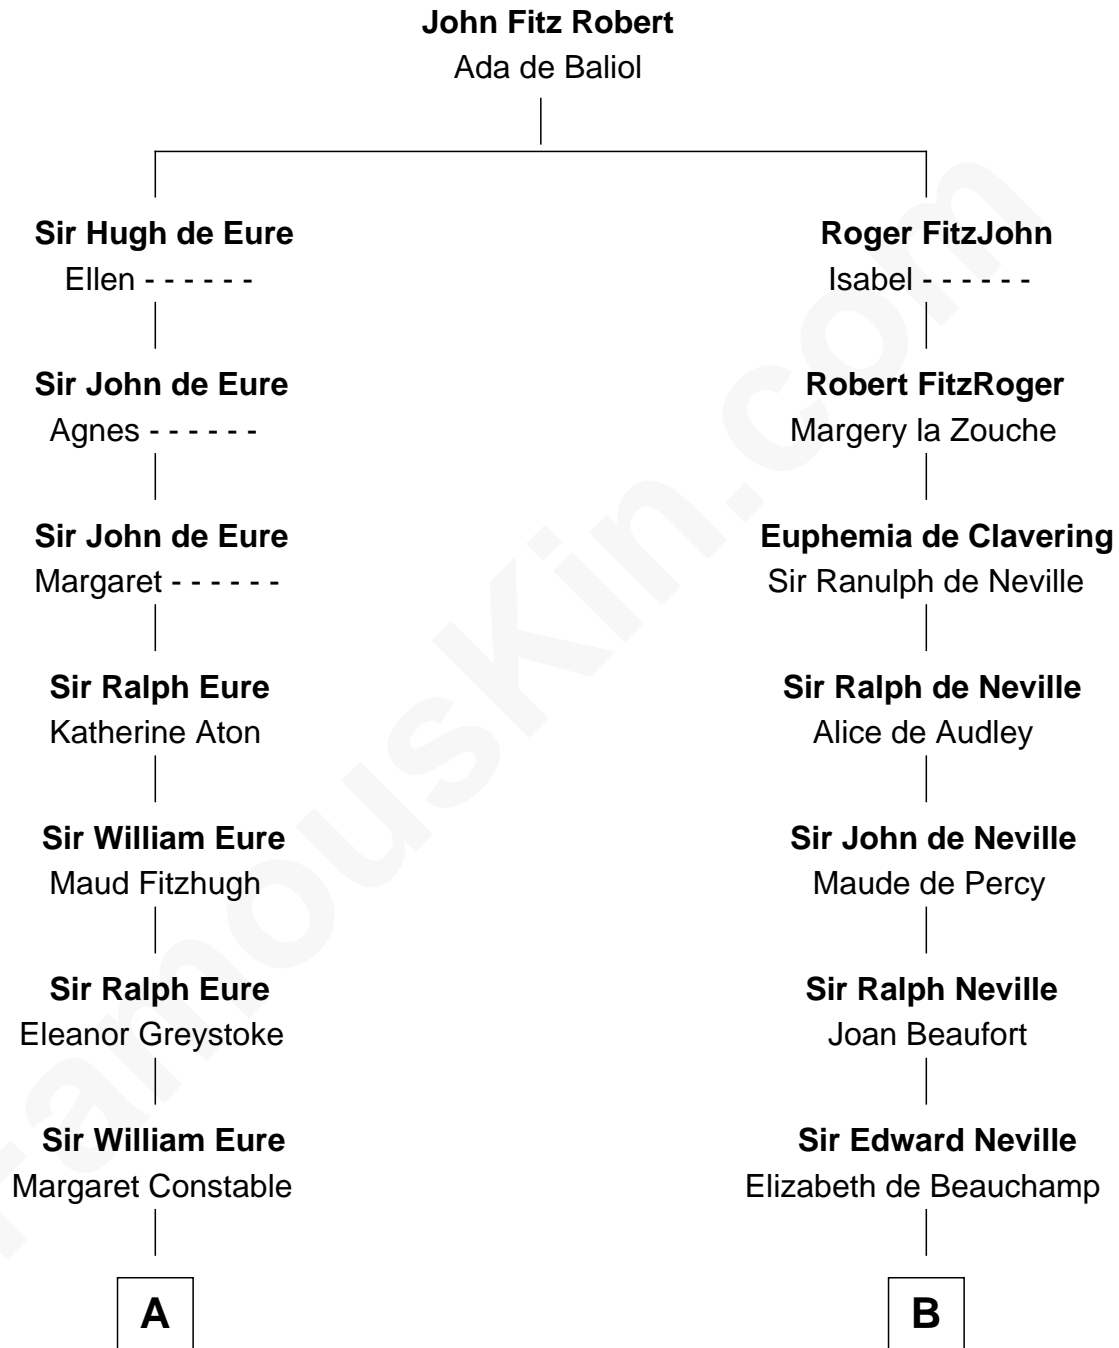 John Fitz Robert
Ada de Baliol
Sir Hugh de Eure
Ellen - - - - - -
Roger FitzJohn
Isabel - - - - - -
Sir John de Eure
Agnes - - - - - -
Robert FitzRoger
Margery la Zouche
Sir John de Eure
Margaret - - - - - -
Euphemia de Clavering
Sir Ranulph de Neville
Sir Ralph Eure
Katherine Aton
Sir Ralph de Neville
Alice de Audley
Sir William Eure
Maud Fitzhugh
Sir John de Neville
Maude de Percy
Sir Ralph Eure
Eleanor Greystoke
Sir Ralph Neville
Joan Beaufort
Sir William Eure
Margaret Constable
Sir Edward Neville
Elizabeth de Beauchamp
A
B
FamousKin.com